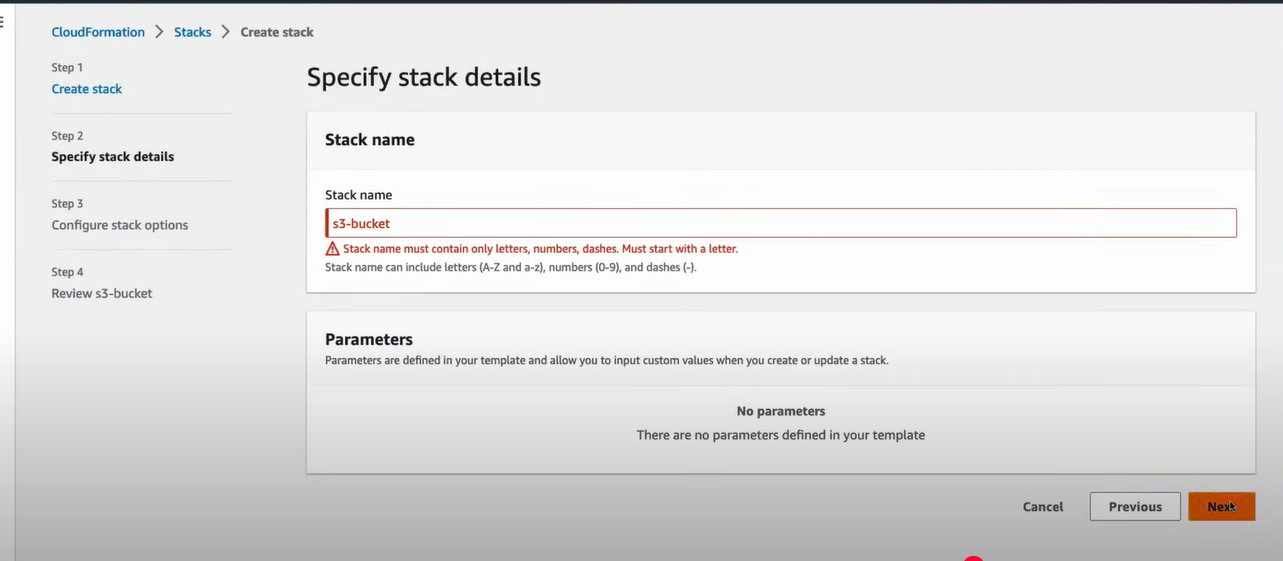 CloudFormation > Stacks > Create stack
Step 1
Create stack
Step 2
Specify stack details
Step 3
Configure stack options
Step 4
Review s3-bucket
Specify stack details
Stack name
Stack name
s3-bucket
Stack name must contain only letters, numbers, dashes. Must start with a letter.
Stack name can include letters (A-Z and a-z), numbers (0-9), and dashes (-).
Parameters
Parameters are defined in your template and allow you to input custom values when you create or update a stack.
No parameters
There are no parameters defined in your template
Cancel
Previous
Next